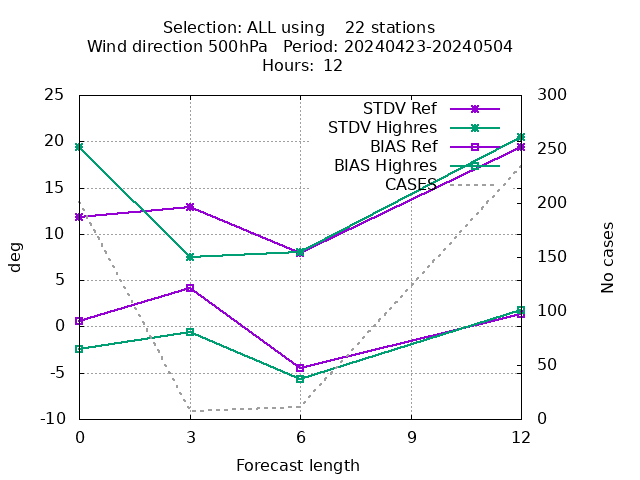 Selection: ALL using    22 stations
Wind direction 500hPa   Period: 20240423-20240504
Hours:  12
STDV Ref
STDV Highres
BIAS Ref
BIAS Highres
CASES
25
20
15
10
5
0
-5
-10
deg
300
250
200
150
100
50
0
No cases
0 3 6 9 12
Forecast length